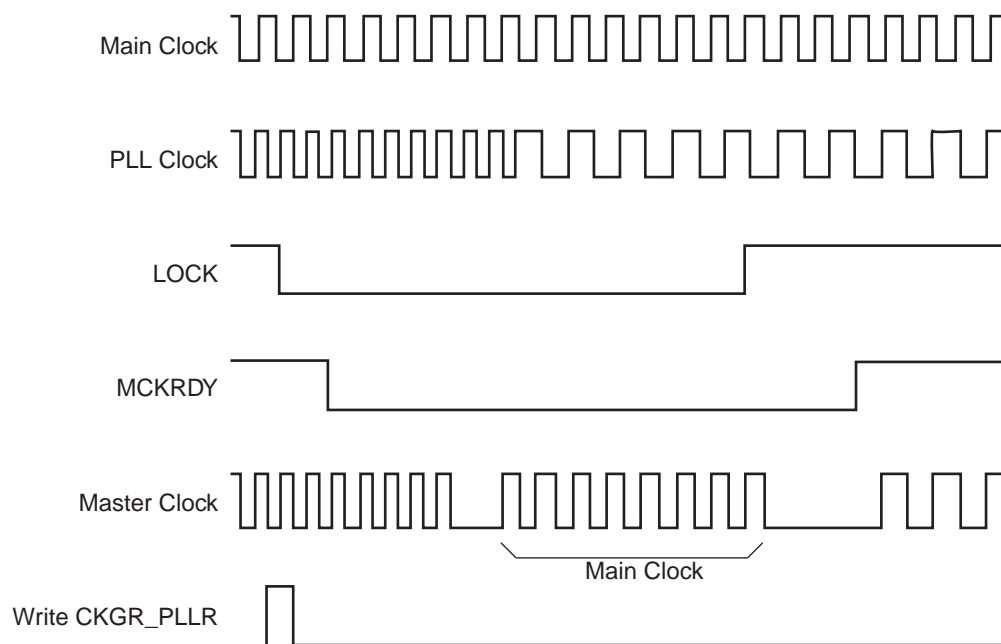 Main Clock
PLL Clock
LOCK
MCKRDY
Master Clock
Main Clock
Write CKGR_PLLR